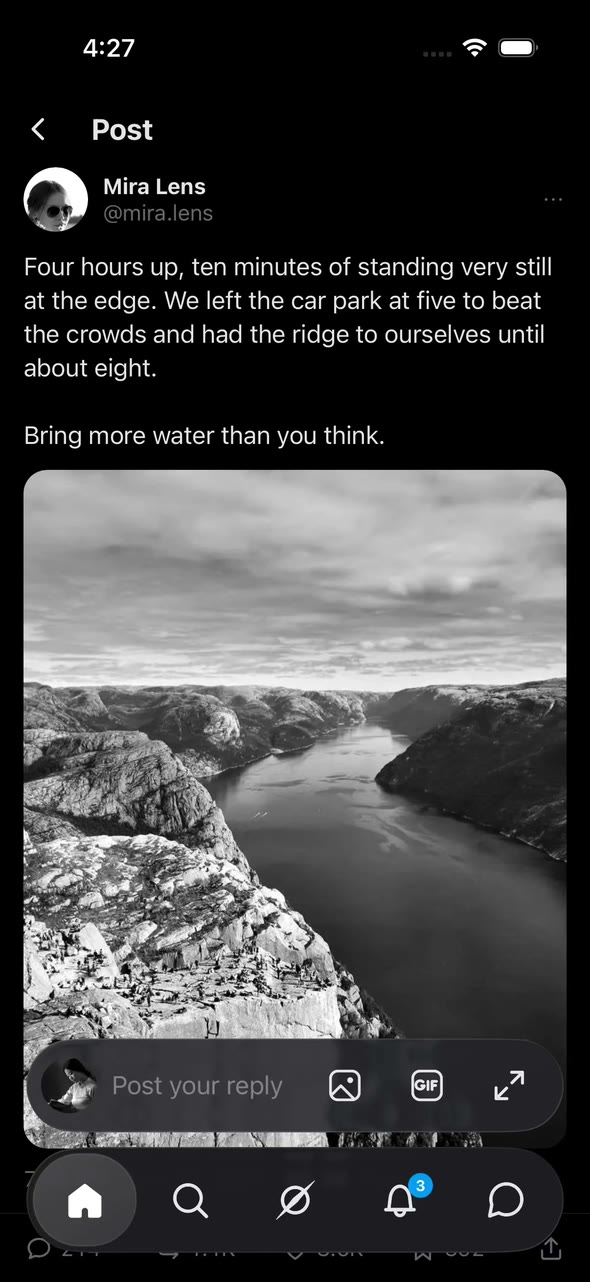 4:27
Post
Mira Lens
@mira.lens
Four hours up, ten minutes of standing very still
at the edge. We left the car park at five to beat
the crowds and had the ridge to ourselves until
about eight.
Bring more water than you think.
Post your reply
GIF
3